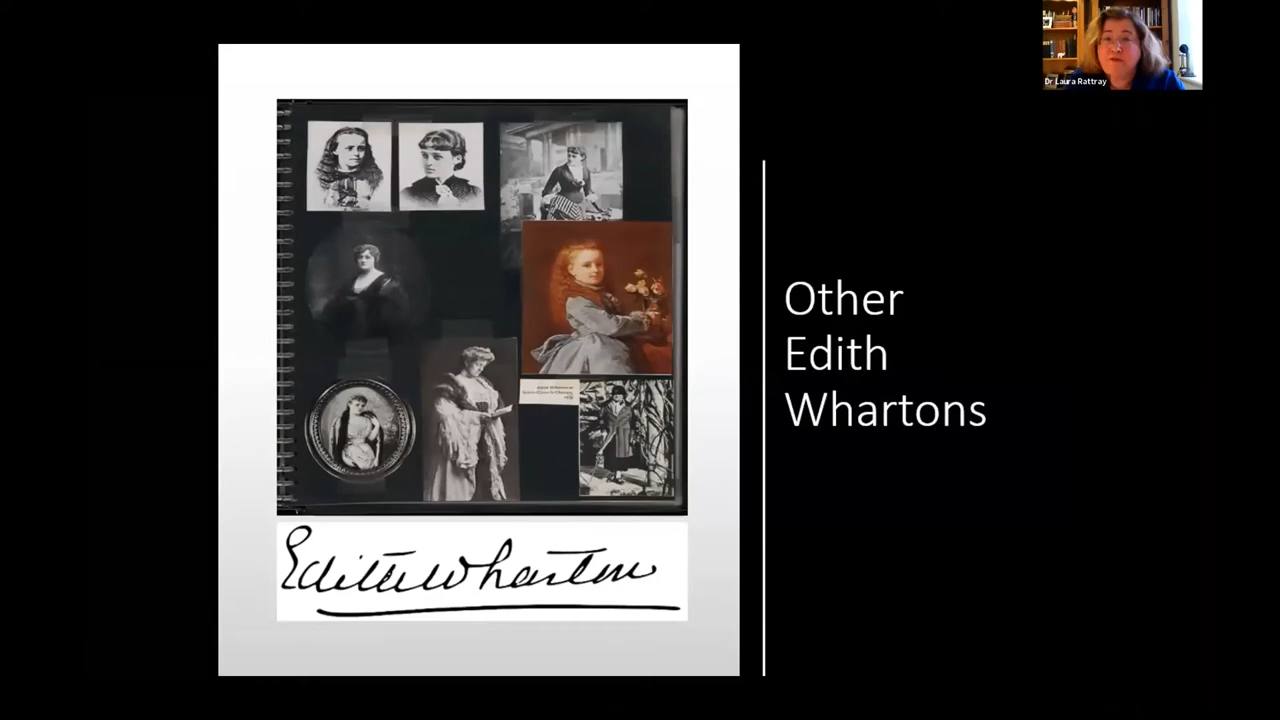 Dr Laura Rattray
Other
Edith
Whartons
Edith Wharton